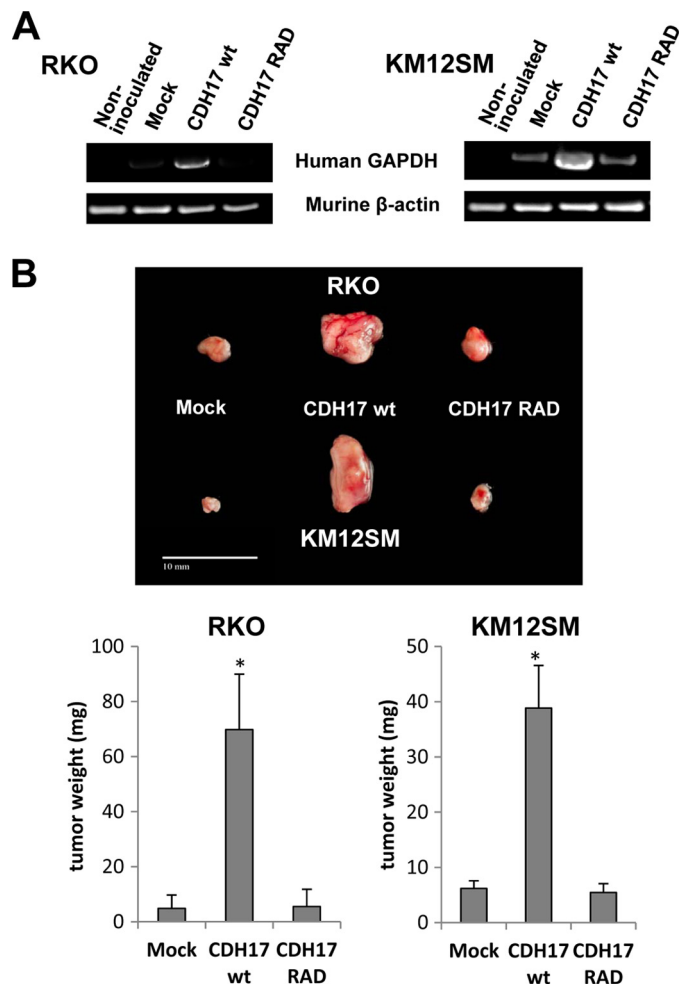 A
RKO
KM12SM
Non-
inoculated
Mock
CDH17 wt
CDH17 RAD
Non-
inoculated
Mock
CDH17 wt
CDH17 RAD
Human GAPDH
Murine β-actin
B
RKO
Mock
CDH17 wt
CDH17 RAD
KM12SM
10 mm
RKO
tumor weight (mg)
100
80
60
40
20
0
*
Mock
CDH17
wt
CDH17
RAD
KM12SM
tumor weight (mg)
50
40
30
20
10
0
*
Mock
CDH17
wt
CDH17
RAD